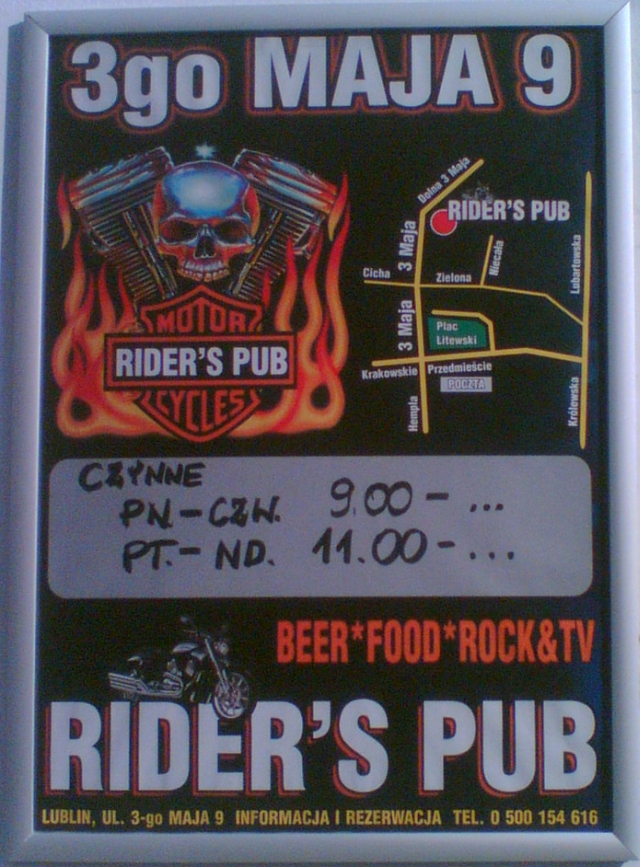 3go MAJA 9
MOTOR
RIDER'S PUB
CYCLES
Dolna 3 Maja
RIDER'S PUB
3 Maja
Cicha
Zielona
Niecała
Lubartowska
3 Maja
Plac
Litewski
Krakowskie Przedmieście
POCZTA
Hempla
Królewska
CZYNNE
PN.-CZW. 9.00 - ...
PT.- ND. 11.00 - ...
BEER*FOOD*ROCK&TV
RIDER'S PUB
LUBLIN, UL. 3-go MAJA 9 INFORMACJA I REZERWACJA TEL. 0 500 154 616